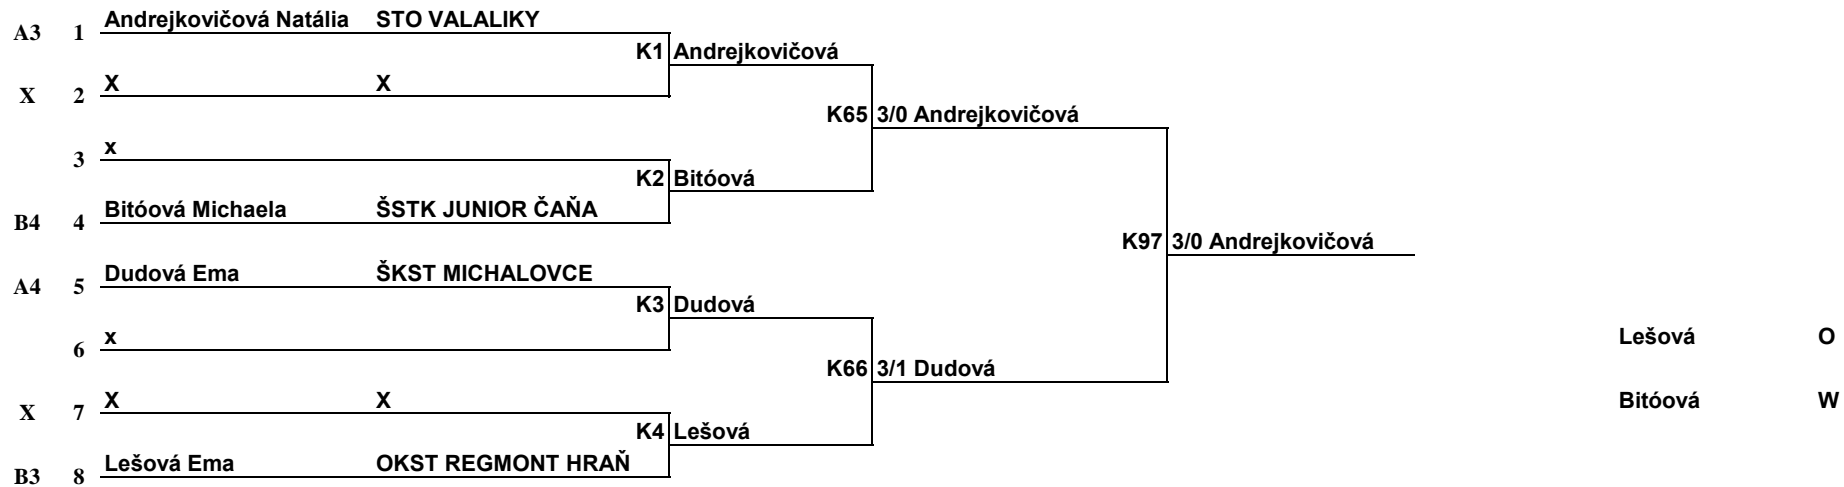 Andrejkovičová Natália STO VALALIKY
A3 1
K1 Andrejkovičová
X X
X 2
K65 3/0 Andrejkovičová
x
3
K2 Bitóová
Bitóová Michaela ŠSTK JUNIOR ČAŇA
B4 4
K97 3/0 Andrejkovičová
Dudová Ema ŠKST MICHALOVCE
A4 5
K3 Dudová
x
6
Lešová O
K66 3/1 Dudová
X X
X 7
Bitóová W
K4 Lešová
Lešová Ema OKST REGMONT HRAŇ
B3 8